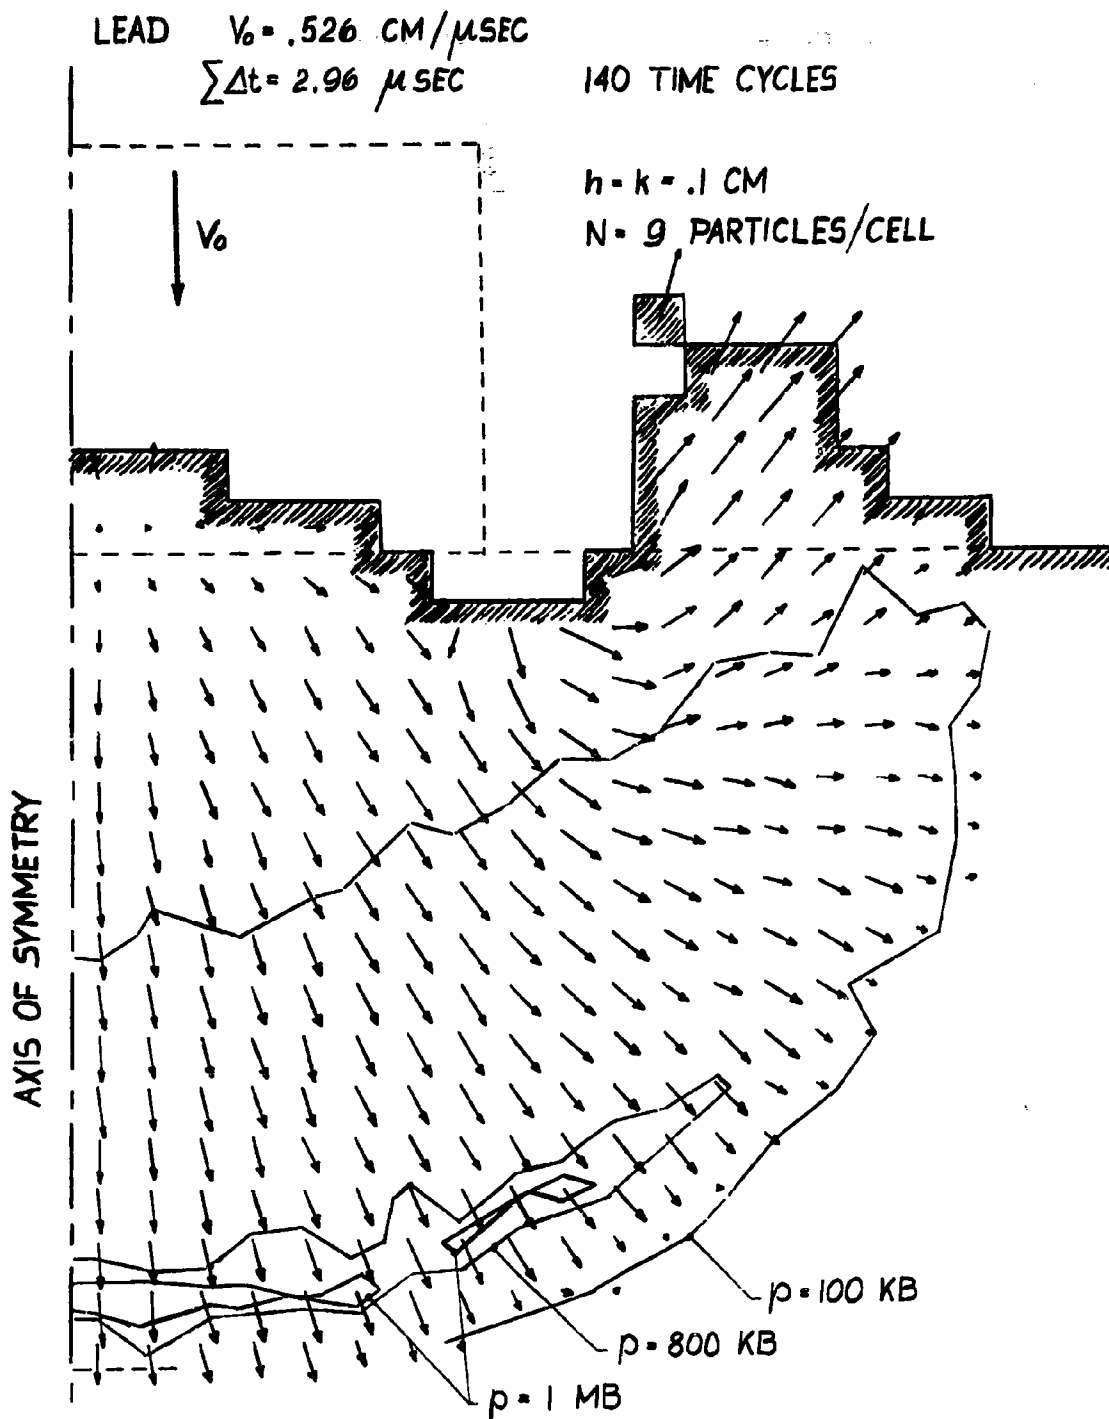 LEAD V₀ = .526 CM/μSEC
∑Δt = 2.96 μSEC 140 TIME CYCLES
h = k = .1 CM
N = 9 PARTICLES/CELL
V₀
AXIS OF SYMMETRY
p = 100 KB
p = 800 KB
p = 1 MB